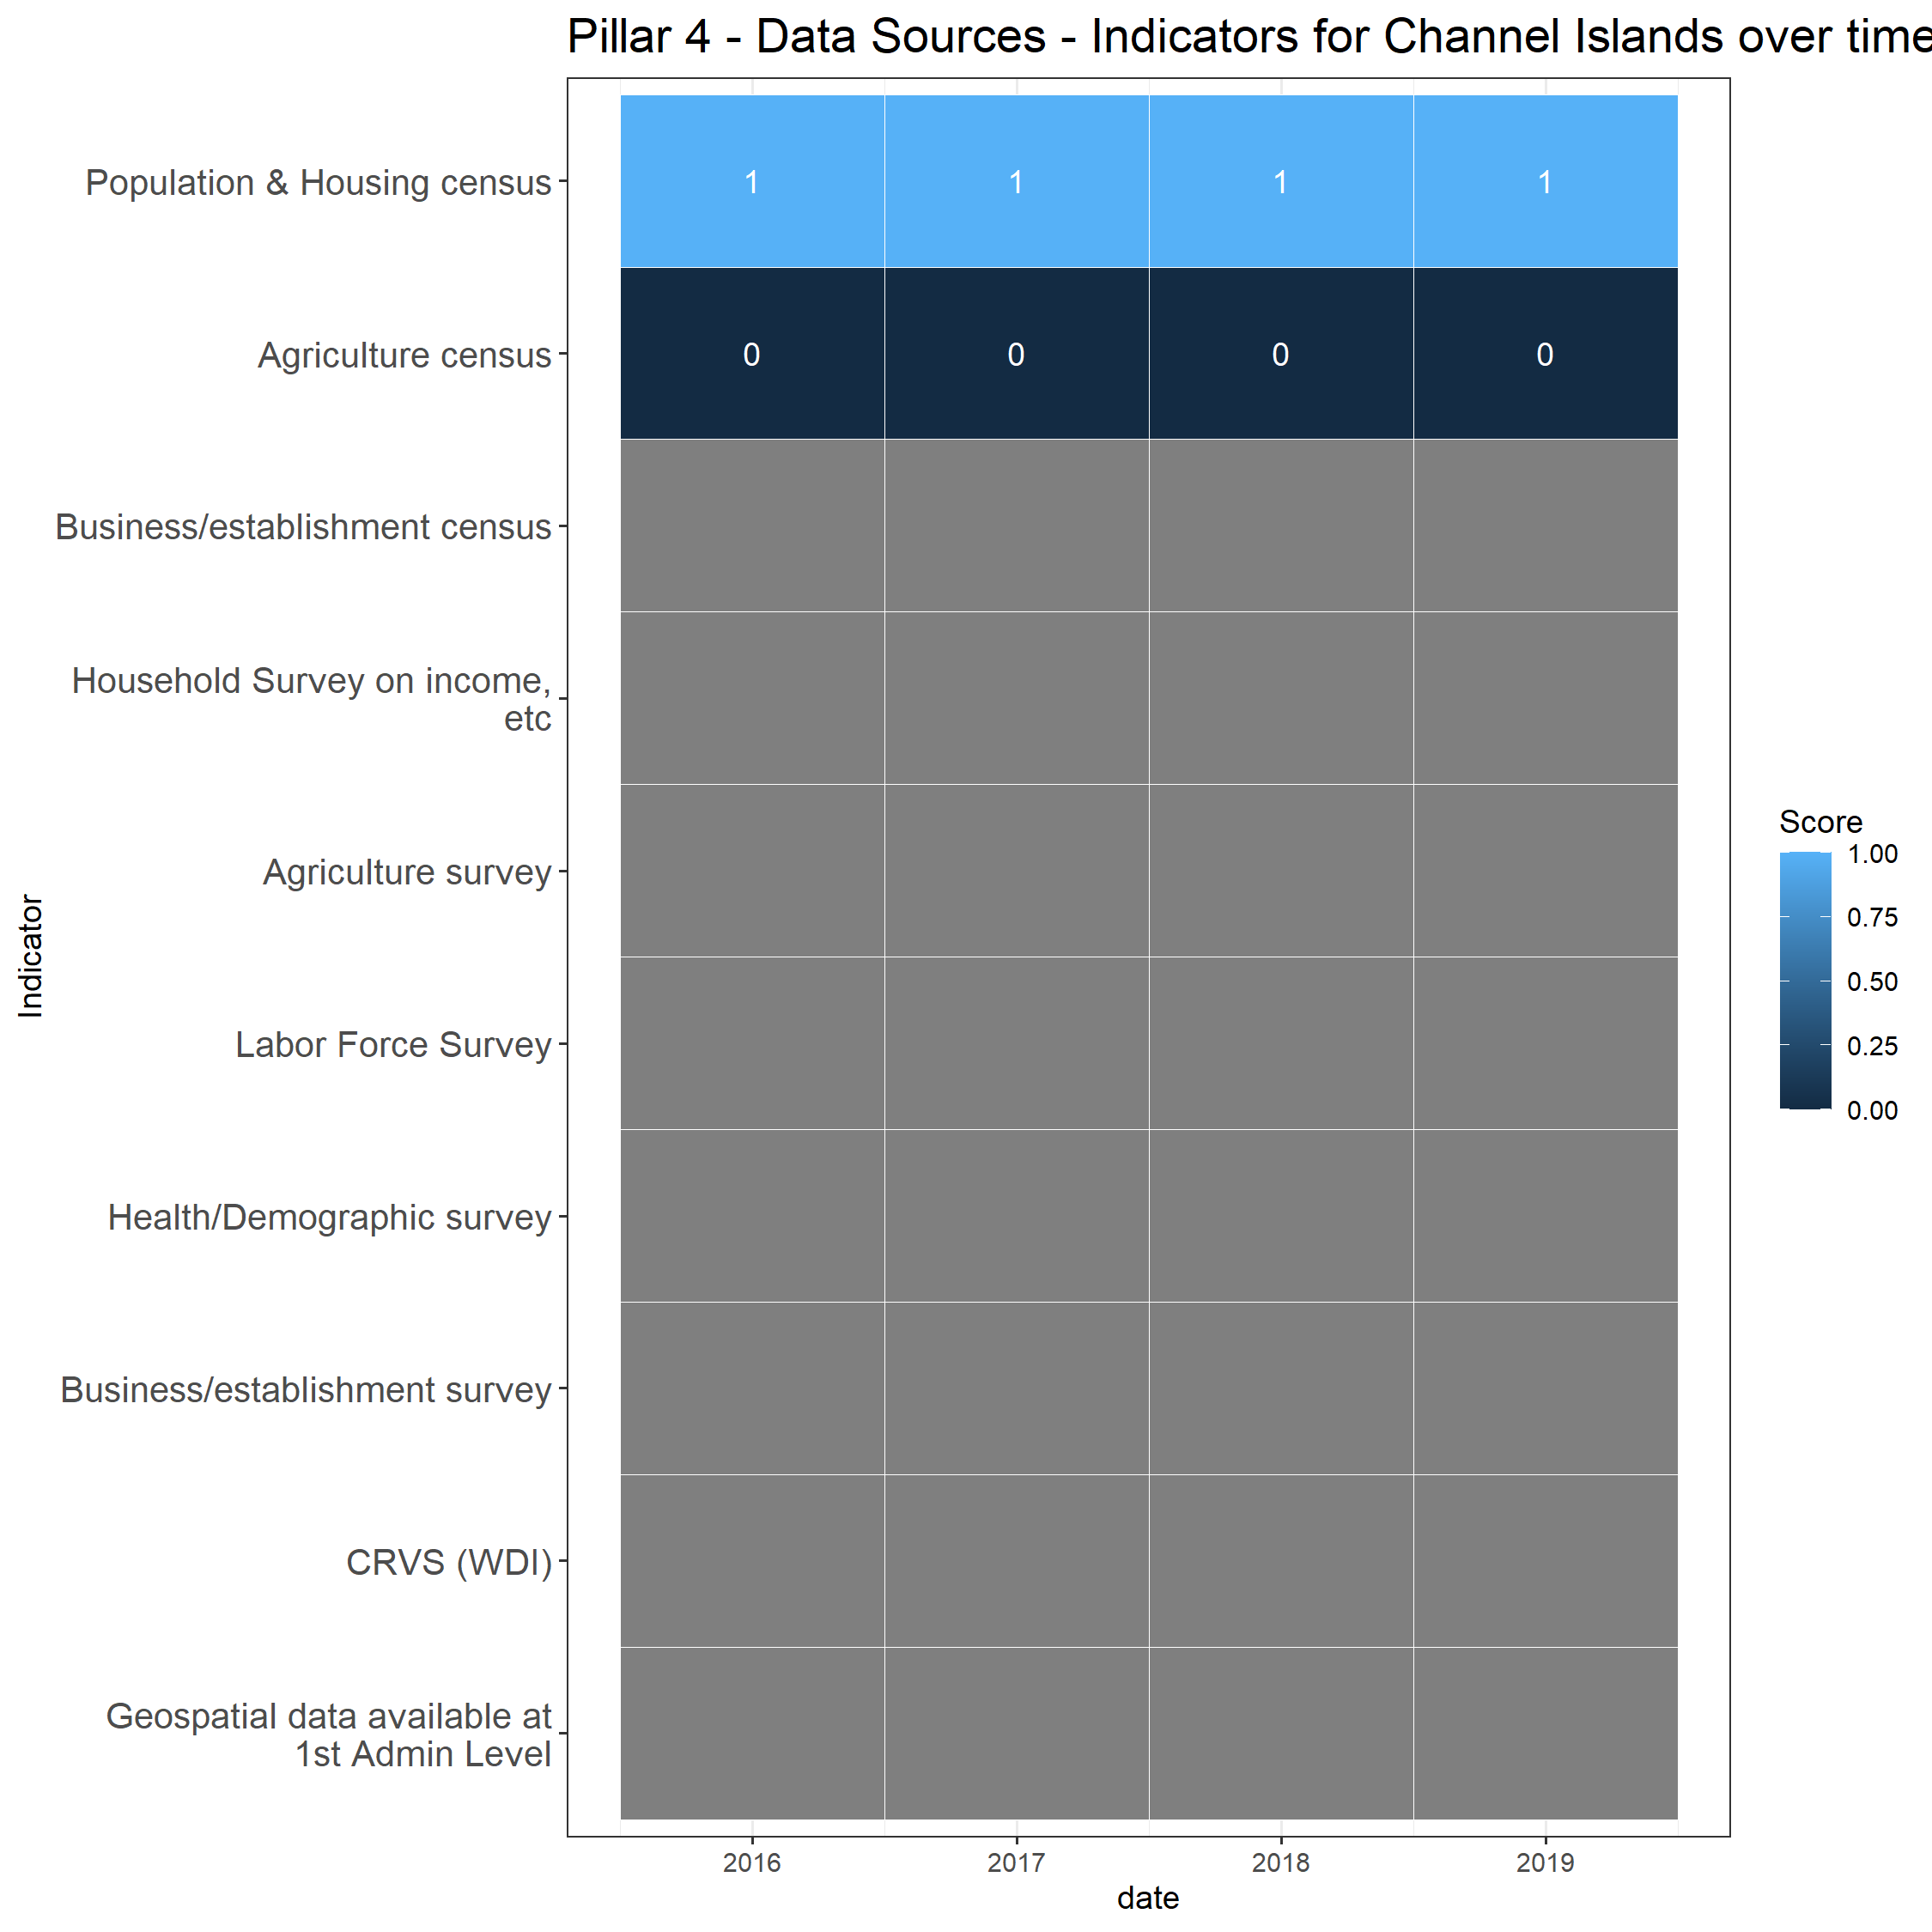 Pillar 4 - Data Sources - Indicators for Channel Islands over time
Population & Housing census
1 1 1 1
Agriculture census
0 0 0 0
Business/establishment census
Household Survey on income,
etc
Agriculture survey
Labor Force Survey
Health/Demographic survey
Business/establishment survey
CRVS (WDI)
Geospatial data available at
1st Admin Level
Indicator
2016 2017 2018 2019
date
Score
1.00
0.75
0.50
0.25
0.00